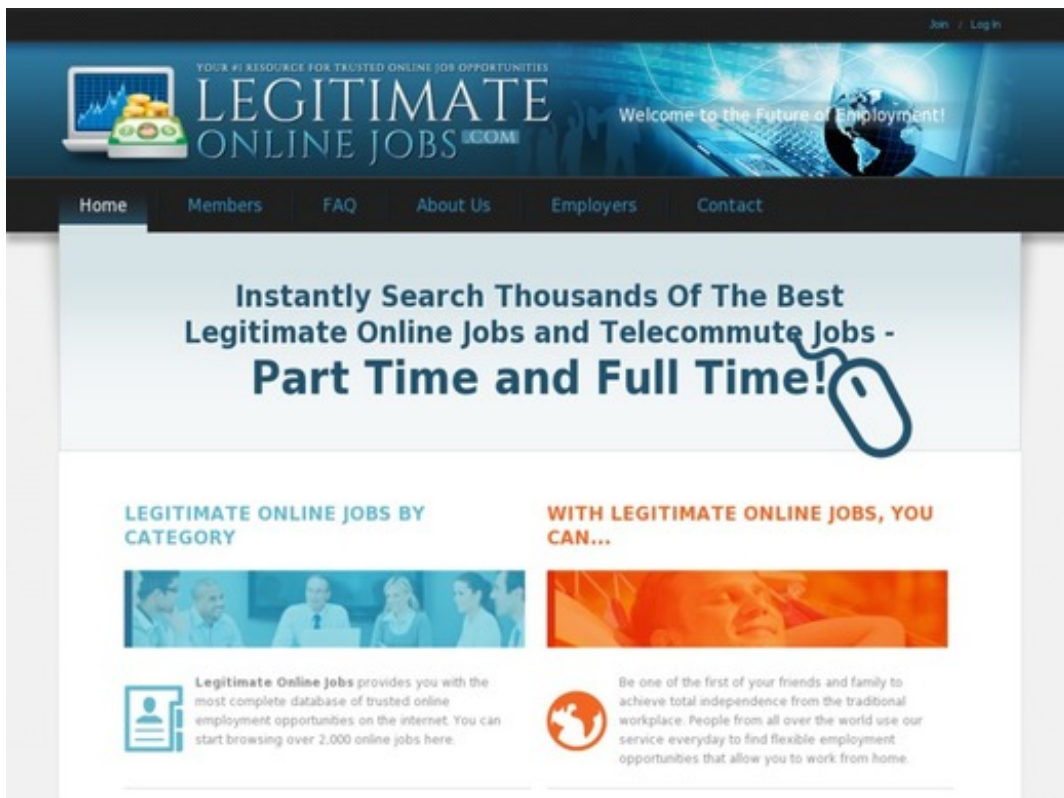 Join / Log In
YOUR #1 RESOURCE FOR TRUSTED ONLINE JOB OPPORTUNITIES
LEGITIMATE
ONLINE JOBS .COM
Welcome to the Future of Employment!
Home Members FAQ About Us Employers Contact
Instantly Search Thousands Of The Best
Legitimate Online Jobs and Telecommute Jobs -
Part Time and Full Time!
LEGITIMATE ONLINE JOBS BY
CATEGORY
Legitimate Online Jobs provides you with the
most complete database of trusted online
employment opportunities on the internet. You can
start browsing over 2,000 online jobs here.
WITH LEGITIMATE ONLINE JOBS, YOU
CAN...
Be one of the first of your friends and family to
achieve total independence from the traditional
workplace. People from all over the world use our
service everyday to find flexible employment
opportunities that allow you to work from home.